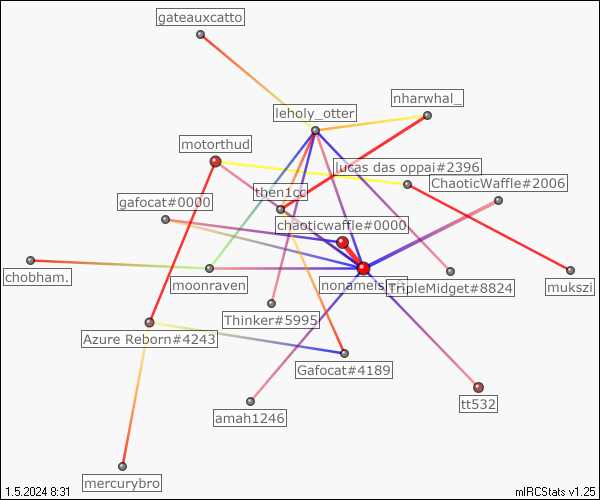 gateauxcatto
nharwhal_
leholy_otter
motorthud
lucas das oppai#2396
ChaoticWaffle#2006
then1cc
gafocat#0000
chaoticwaffle#0000
chobham.
moonraven
TripleMidget#8824
mukszi
Thinker#5995
Azure Reborn#4243
Gafocat#4189
tt532
amah1246
mercurybro
1.5.2024 8:31
mIRCStats v1.25